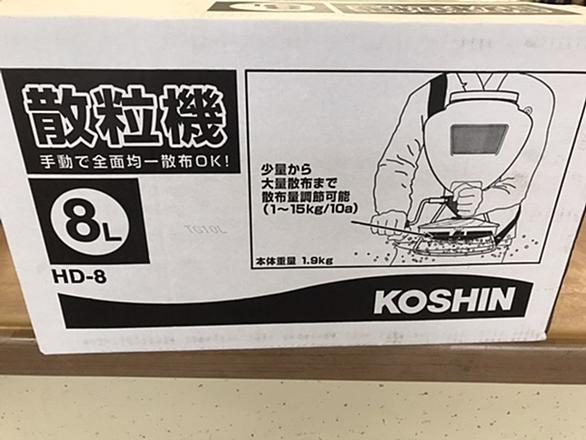 散粒機
手動で全面均一散布OK!
8L
HD-8
TG10L
少量から
大量散布まで
散布量調節可能
(1～15kg/10a)
本体重量 1.9kg
KOSHIN